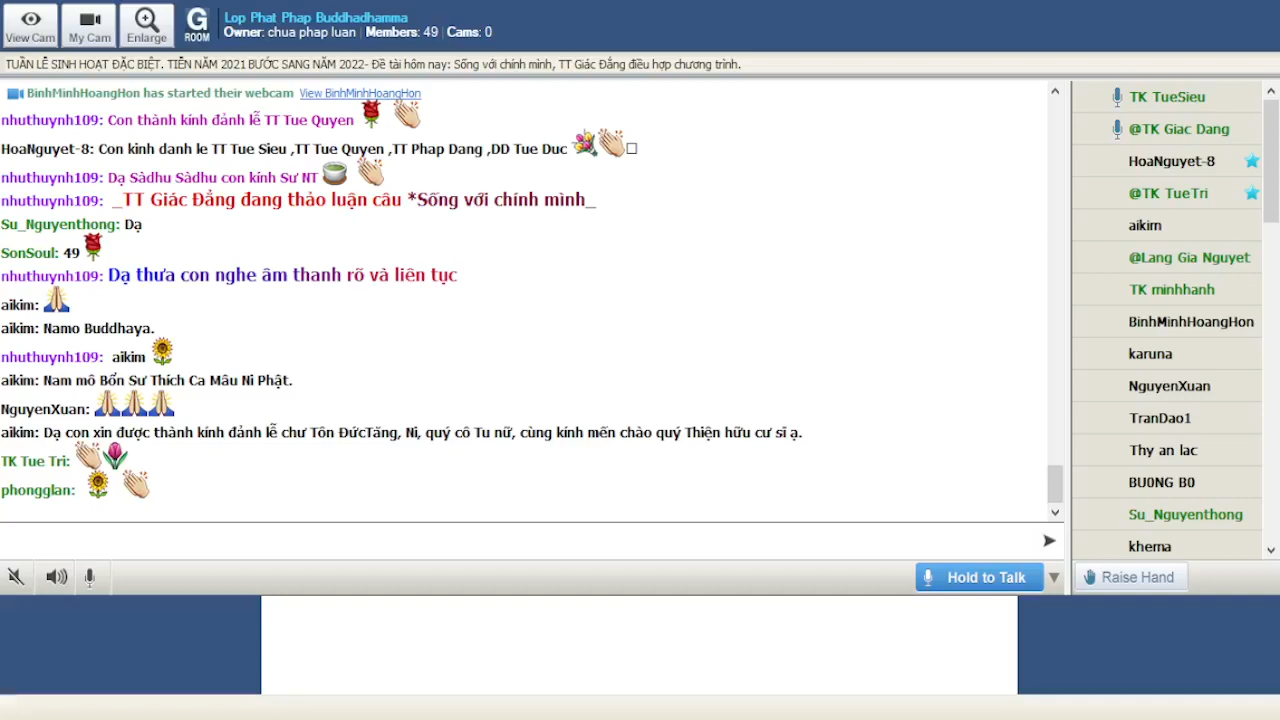 View Cam
My Cam
Enlarge
G
ROOM
Lop Phat Phap Buddhadhamma
Owner: chua phap luan | Members: 49 | Cams: 0
TUẦN LỄ SINH HOẠT ĐẶC BIỆT. TIỄN NĂM 2021 BƯỚC SANG NĂM 2022- Đề tài hôm nay: Sống với chính mình, TT Giác Đẳng điều hợp chương trình.
BinhMinhHoangHon has started their webcam View BinhMinhHoangHon
nhuthuynh109: Con thành kính đảnh lễ TT Tue Quyen
HoaNguyet-8: Con kinh danh le TT Tue Sieu ,TT Tue Quyen ,TT Phap Dang ,DD Tue Duc
nhuthuynh109: Dạ Sàdhu Sàdhu con kính Sư NT
nhuthuynh109: _TT Giác Đẳng đang thảo luận câu *Sống với chính mình_
Su_Nguyenthong: Dạ
SonSoul: 49
nhuthuynh109: Dạ thưa con nghe âm thanh rõ và liên tục
aikim:
aikim: Namo Buddhaya.
nhuthuynh109: aikim
aikim: Nam mô Bổn Sư Thích Ca Mâu Ni Phật.
NguyenXuan:
aikim: Dạ con xin được thành kính đảnh lễ chư Tôn ĐứcTăng, Ni, quý cô Tu nữ, cùng kính mến chào quý Thiện hữu cư sĩ ạ.
TK Tue Tri:
phongglan:
Hold to Talk
TK TueSieu
@TK Giac Dang
HoaNguyet-8
@TK TueTri
aikim
@Lang Gia Nguyet
TK minhhanh
BinhMinhHoangHon
karuna
NguyenXuan
TranDao1
Thy an lac
BU0NG B0
Su_Nguyenthong
khema
Raise Hand